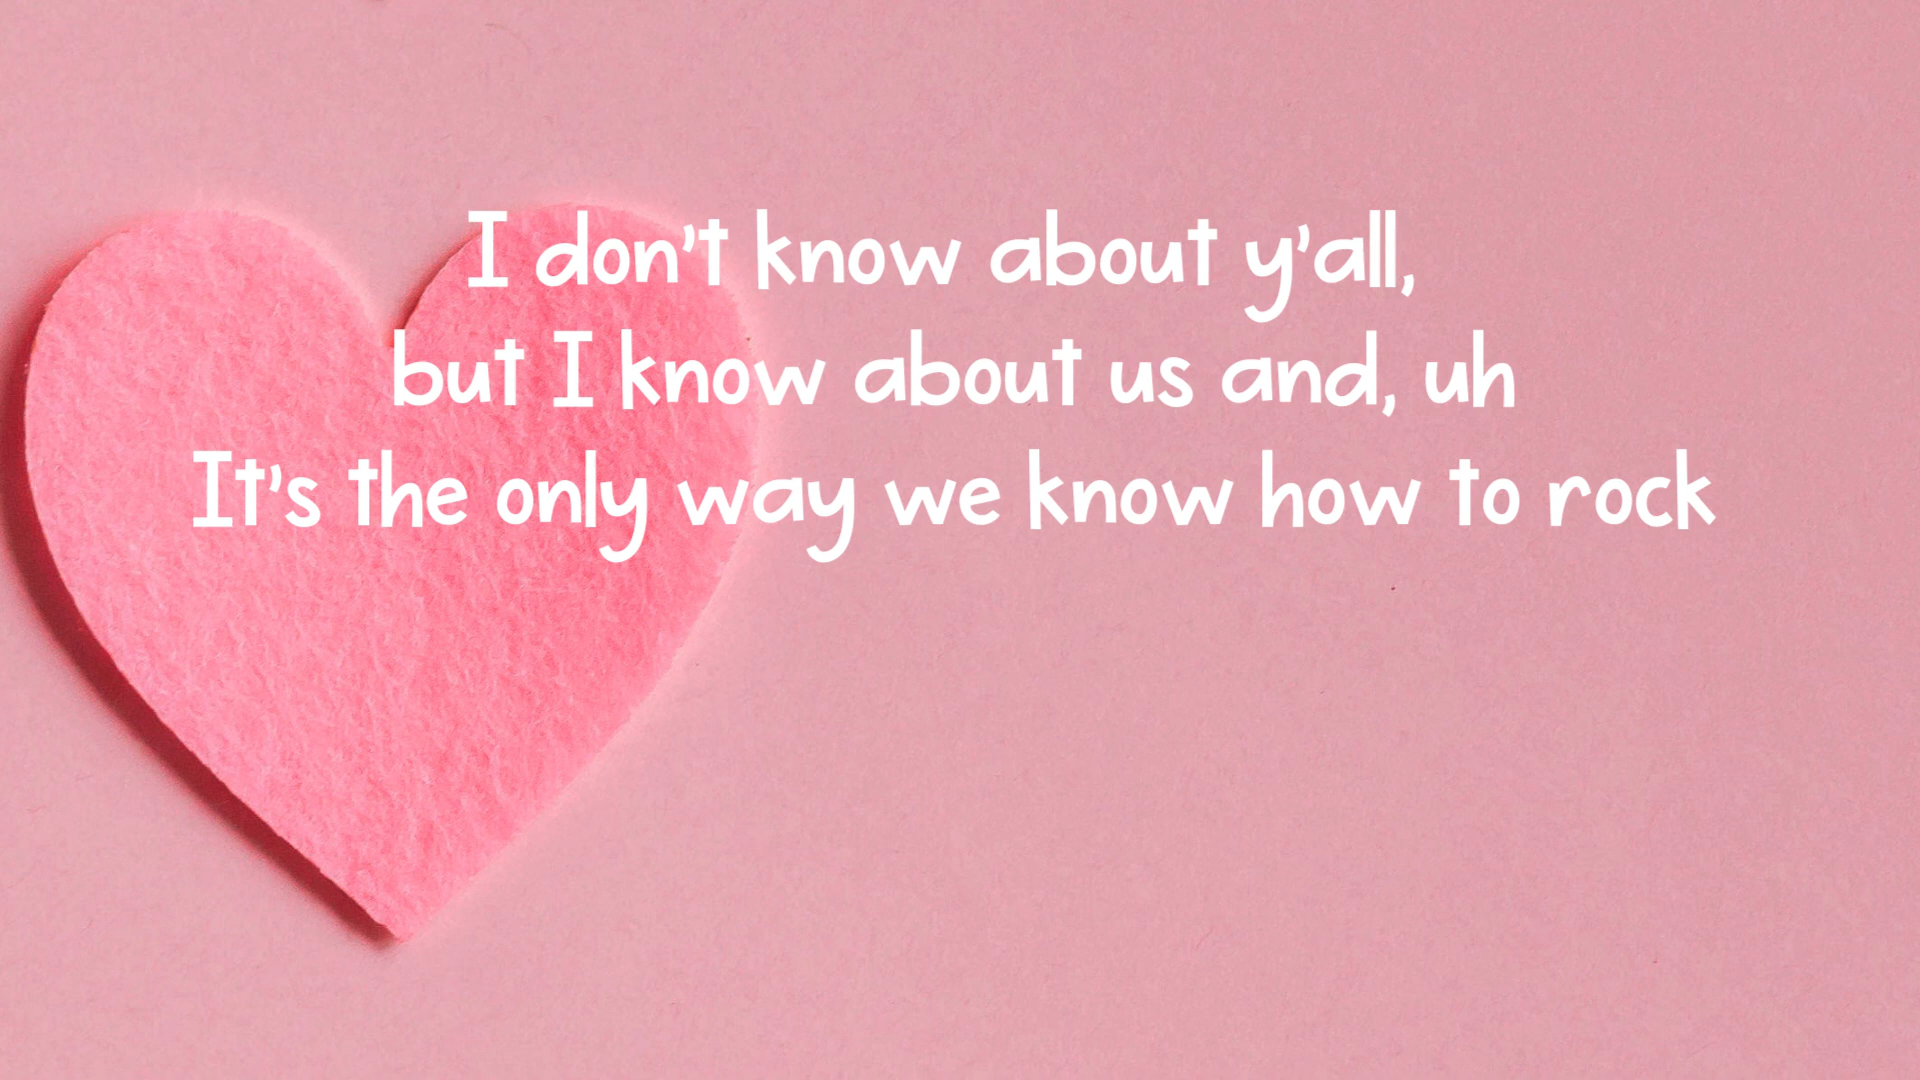 I don't know about y'all,
but I know about us and, uh
It's the only way we know how to rock